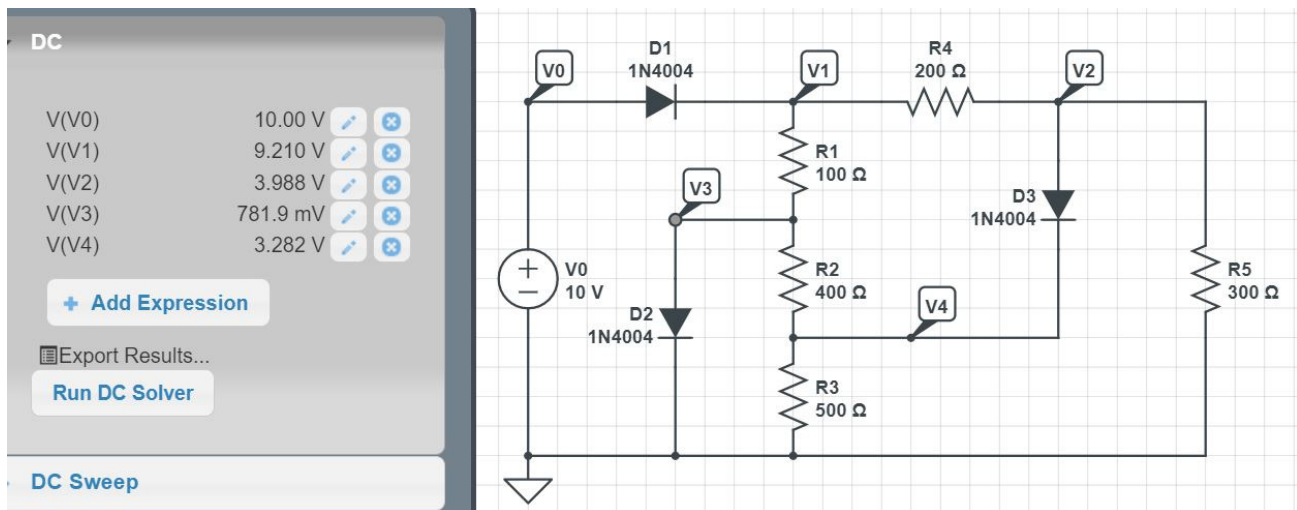 DC
V(V0) 10.00 V
V(V1) 9.210 V
V(V2) 3.988 V
V(V3) 781.9 mV
V(V4) 3.282 V
+ Add Expression
Export Results...
Run DC Solver
DC Sweep
V0
D1
1N4004
V1
R4
200 Ω
V2
R1
100 Ω
V3
D3
1N4004
+
−
V0
10 V
R2
400 Ω
R5
300 Ω
D2
1N4004
V4
R3
500 Ω